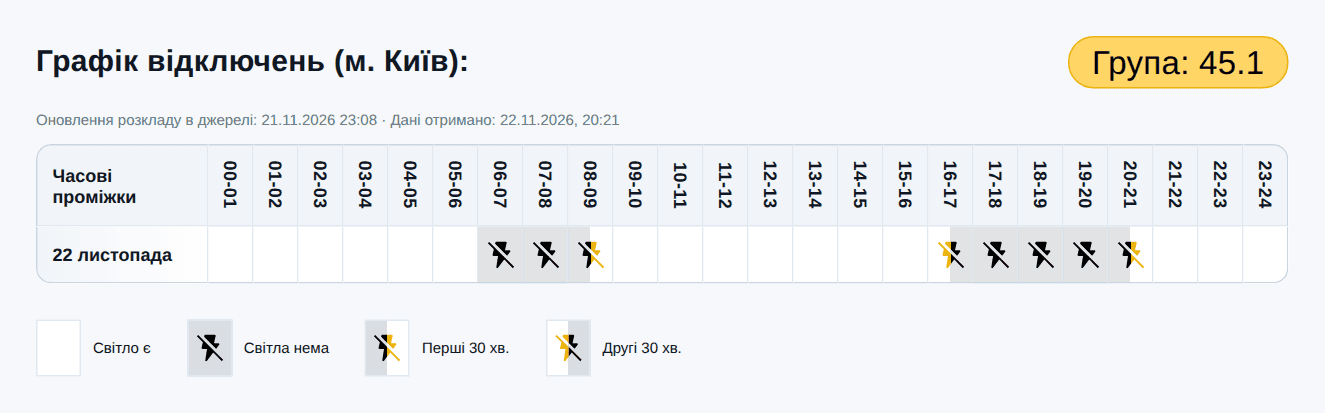 Графік відключень (м. Київ):
Група: 45.1
Оновлення розкладу в джерелі: 21.11.2026 23:08 · Дані отримано: 22.11.2026, 20:21
Часові
проміжки
00-01
01-02
02-03
03-04
04-05
05-06
06-07
07-08
08-09
09-10
10-11
11-12
12-13
13-14
14-15
15-16
16-17
17-18
18-19
19-20
20-21
21-22
22-23
23-24
22 листопада
Світло є
Світла нема
Перші 30 хв.
Другі 30 хв.